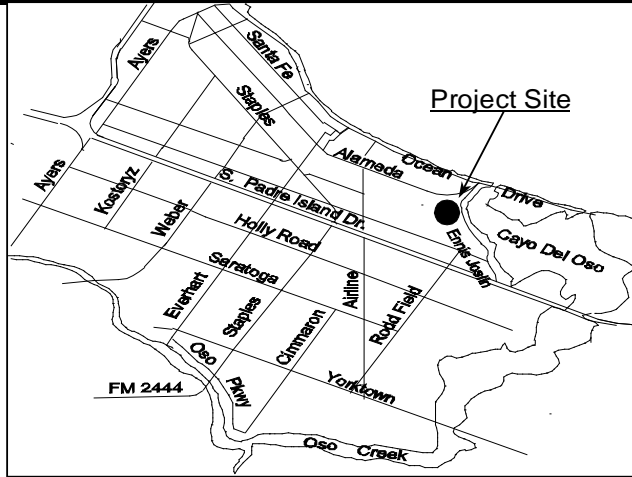 Ayers
Santa Fe
Staples
Project Site
Alameda
Ocean
Drive
Ayers
Kostoryz
Weber
S. Padre Island Dr.
Holly Road
Ennis Joslin
Cayo Del Oso
Saratoga
Everhart
Staples
Cimmaron
Airline
Rodd Field
Oso
Pkwy
FM 2444
Yorktown
Oso Creek